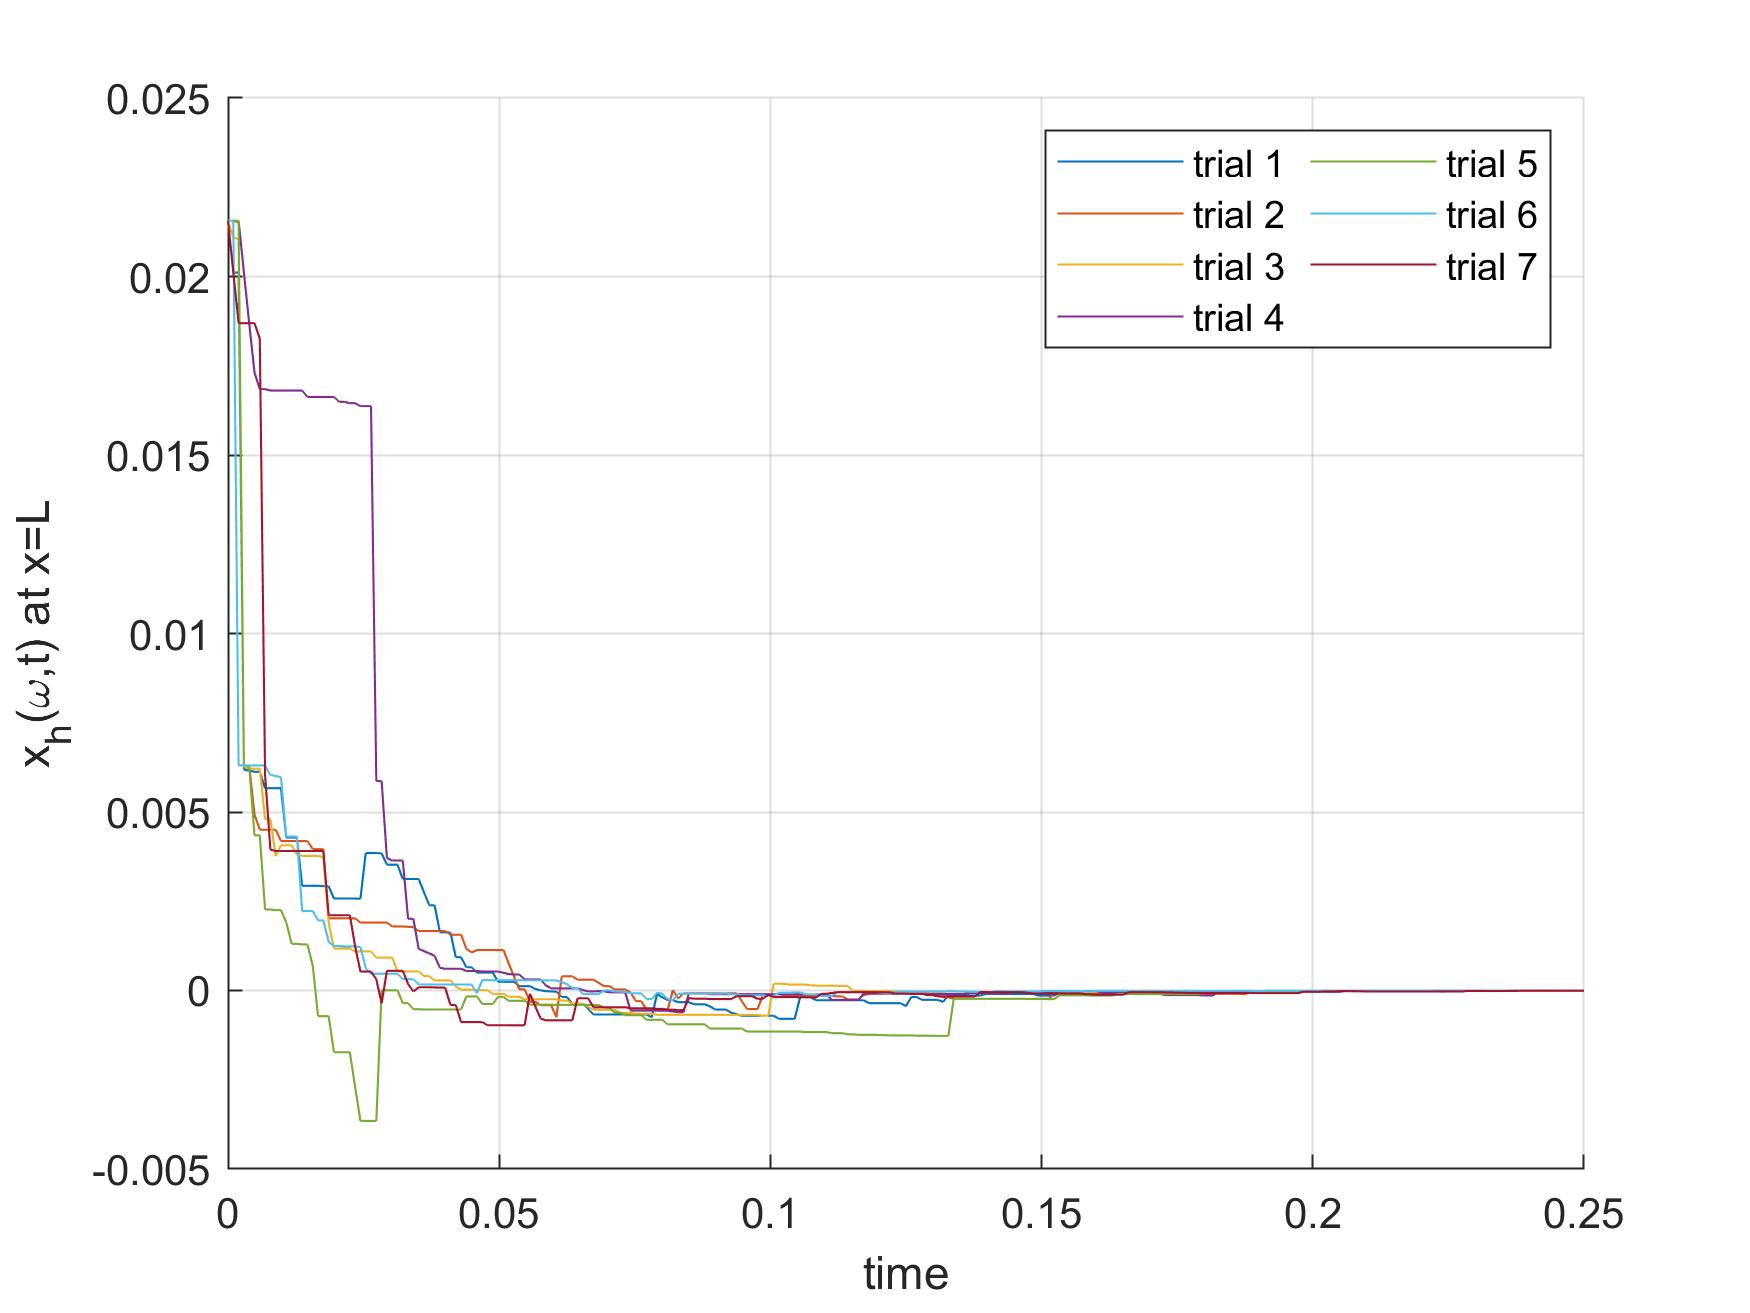 0.025
0.02
0.015
0.01
0.005
0
-0.005
0
0.05
0.1
0.15
0.2
0.25
time
x_h(ω,t) at x=L
trial 1
trial 2
trial 3
trial 4
trial 5
trial 6
trial 7